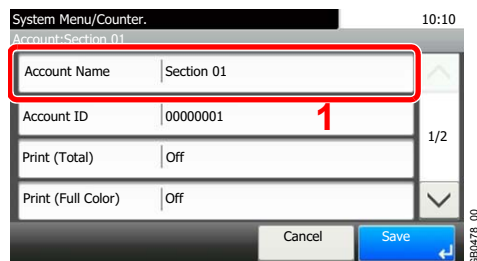 System Menu/Counter. 10:10
Account:Section 01
Account Name Section 01
Account ID 00000001 1
1/2
Print (Total) Off
Print (Full Color) Off
Cancel Save
GB0478_00